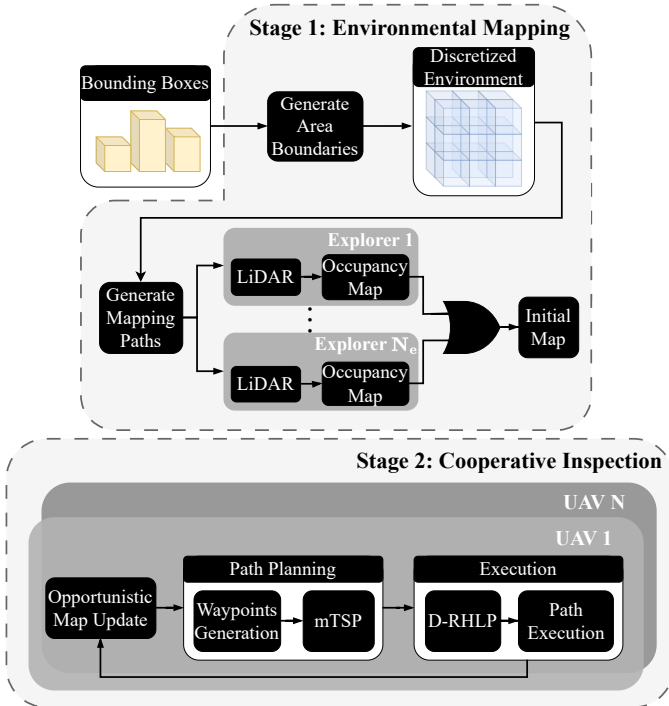 Stage 1: Environmental Mapping
Bounding Boxes
Generate
Area
Boundaries
Discretized
Environment
Generate
Mapping
Paths
Explorer 1
LiDAR
Occupancy
Map
Explorer Nₑ
LiDAR
Occupancy
Map
Initial
Map
Stage 2: Cooperative Inspection
UAV N
UAV 1
Opportunistic
Map Update
Path Planning
Waypoints
Generation
mTSP
Execution
D-RHLP
Path
Execution